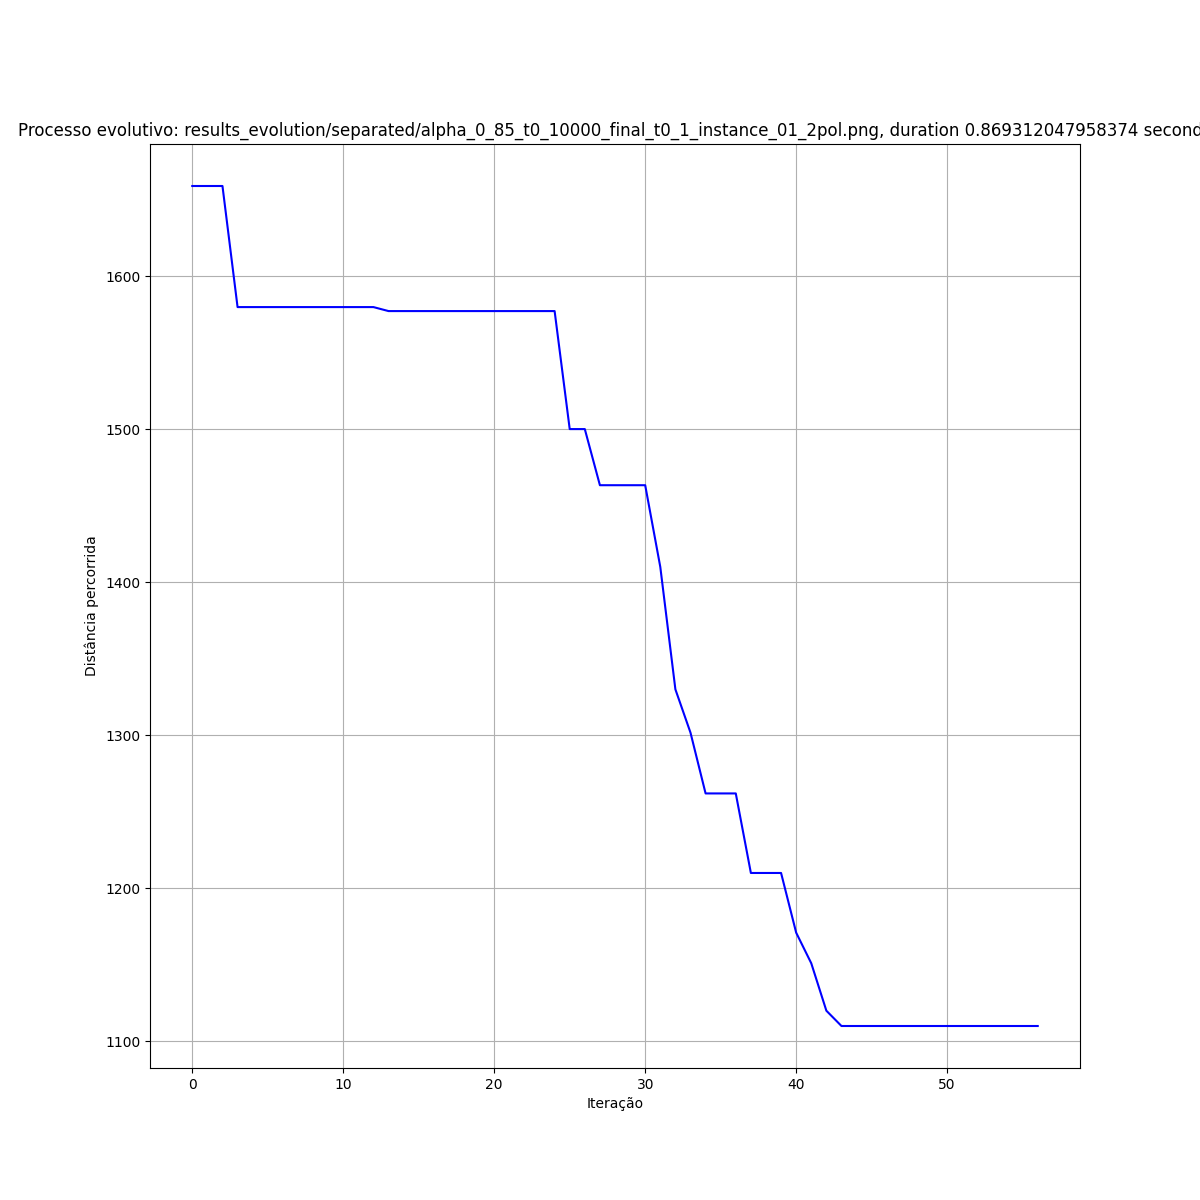 Processo evolutivo: results_evolution/separated/alpha_0_85_t0_10000_final_t0_1_instance_01_2pol.png, duration 0.869312047958374 second
1600
1500
1400
1300
1200
1100
Distância percorrida
0 10 20 30 40 50
Iteração